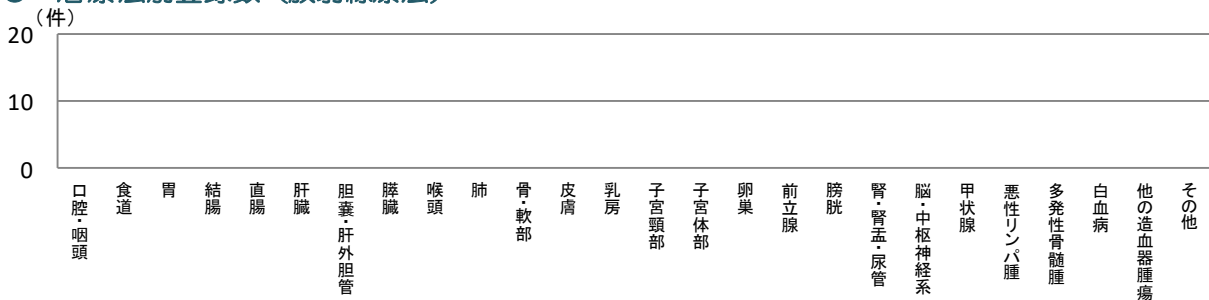 (件)
20
10
0
口腔・咽頭
食道
胃
結腸
直腸
肝臓
胆嚢・肝外胆管
膵臓
喉頭
肺
骨・軟部
皮膚
乳房
子宮頸部
子宮体部
卵巣
前立腺
膀胱
腎・腎盂・尿管
脳・中枢神経系
甲状腺
悪性リンパ腫
多発性骨髄腫
白血病
他の造血器腫瘍
その他